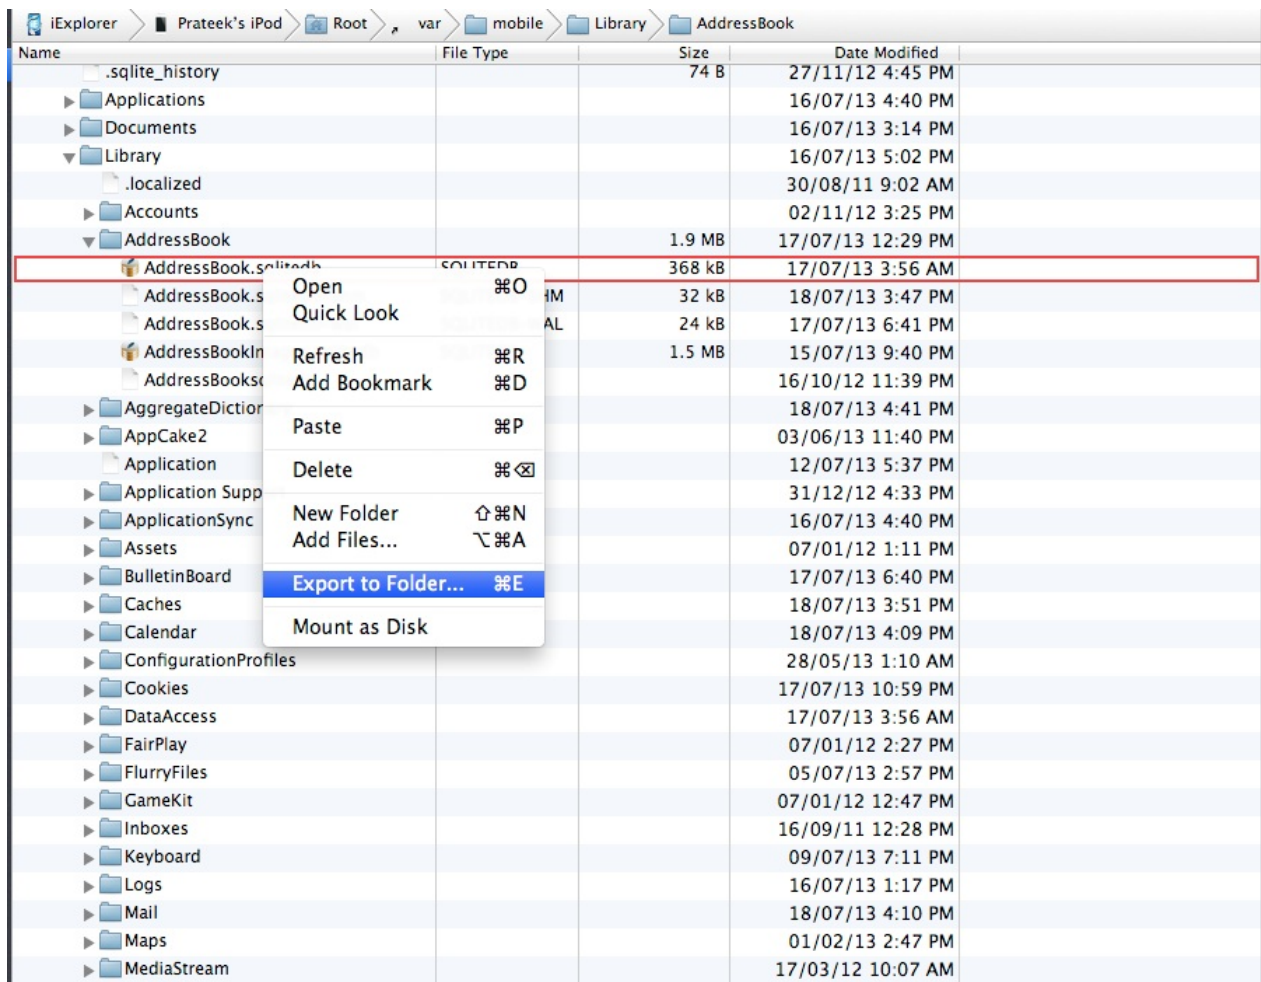 iExplorer Prateek's iPod Root var mobile Library AddressBook
Name File Type Size Date Modified
.sqlite_history 74 B 27/11/12 4:45 PM
Applications 16/07/13 4:40 PM
Documents 16/07/13 3:14 PM
Library 16/07/13 5:02 PM
.localized 30/08/11 9:02 AM
Accounts 02/11/12 3:25 PM
AddressBook 1.9 MB 17/07/13 12:29 PM
AddressBook.sqlitedb SQLITEDB 368 kB 17/07/13 3:56 AM
Open ⌘O
AddressBook.s HM 32 kB 18/07/13 3:47 PM
Quick Look
AddressBook.s AL 24 kB 17/07/13 6:41 PM
AddressBookIm 1.5 MB 15/07/13 9:40 PM
Refresh ⌘R
AddressBooksq 16/10/12 11:39 PM
Add Bookmark ⌘D
AggregateDiction 18/07/13 4:41 PM
Paste ⌘P
AppCake2 03/06/13 11:40 PM
Application 12/07/13 5:37 PM
Delete ⌘⌫
Application Supp 31/12/12 4:33 PM
New Folder ⇧⌘N
ApplicationSync 16/07/13 4:40 PM
Add Files... ⌥⌘A
Assets 07/01/12 1:11 PM
BulletinBoard 17/07/13 6:40 PM
Export to Folder... ⌘E
Caches 18/07/13 3:51 PM
Mount as Disk
Calendar 18/07/13 4:09 PM
ConfigurationProfiles 28/05/13 1:10 AM
Cookies 17/07/13 10:59 PM
DataAccess 17/07/13 3:56 AM
FairPlay 07/01/12 2:27 PM
FlurryFiles 05/07/13 2:57 PM
GameKit 07/01/12 12:47 PM
Inboxes 16/09/11 12:28 PM
Keyboard 09/07/13 7:11 PM
Logs 16/07/13 1:17 PM
Mail 18/07/13 4:10 PM
Maps 01/02/13 2:47 PM
MediaStream 17/03/12 10:07 AM